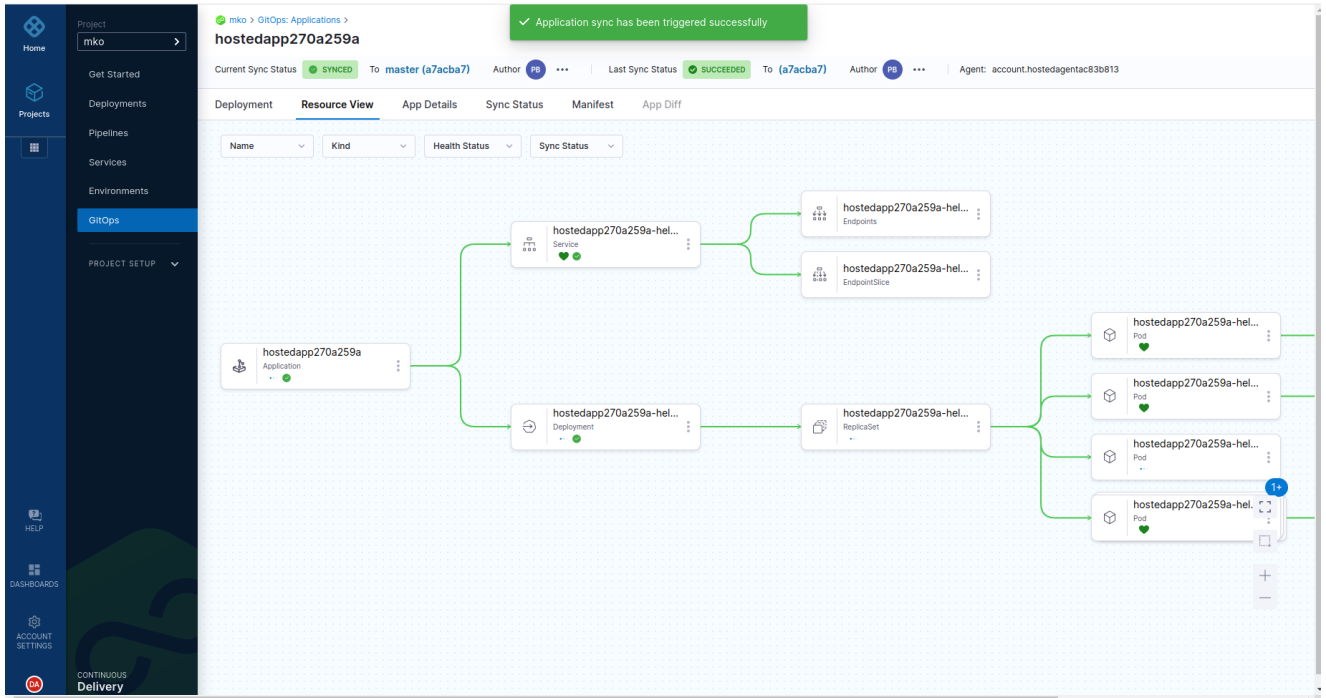 Home
Projects
HELP
DASHBOARDS
ACCOUNT
SETTINGS
DA
Project
mko
Get Started
Deployments
Pipelines
Services
Environments
GitOps
PROJECT SETUP
CONTINUOUS
Delivery
mko > GitOps: Applications >
hostedapp270a259a
Application sync has been triggered successfully
Current Sync Status SYNCED To master (a7acba7) Author PB ••• Last Sync Status SUCCEEDED To (a7acba7) Author PB ••• Agent: account.hostedagentac83b813
Deployment Resource View App Details Sync Status Manifest App Diff
Name Kind Health Status Sync Status
hostedapp270a259a-hel...
Endpoints
hostedapp270a259a-hel...
Service
hostedapp270a259a-hel...
EndpointSlice
hostedapp270a259a-hel...
Pod
hostedapp270a259a
Application
hostedapp270a259a-hel...
Pod
hostedapp270a259a-hel...
Deployment
hostedapp270a259a-hel...
ReplicaSet
hostedapp270a259a-hel...
Pod
1+
hostedapp270a259a-hel.
Pod